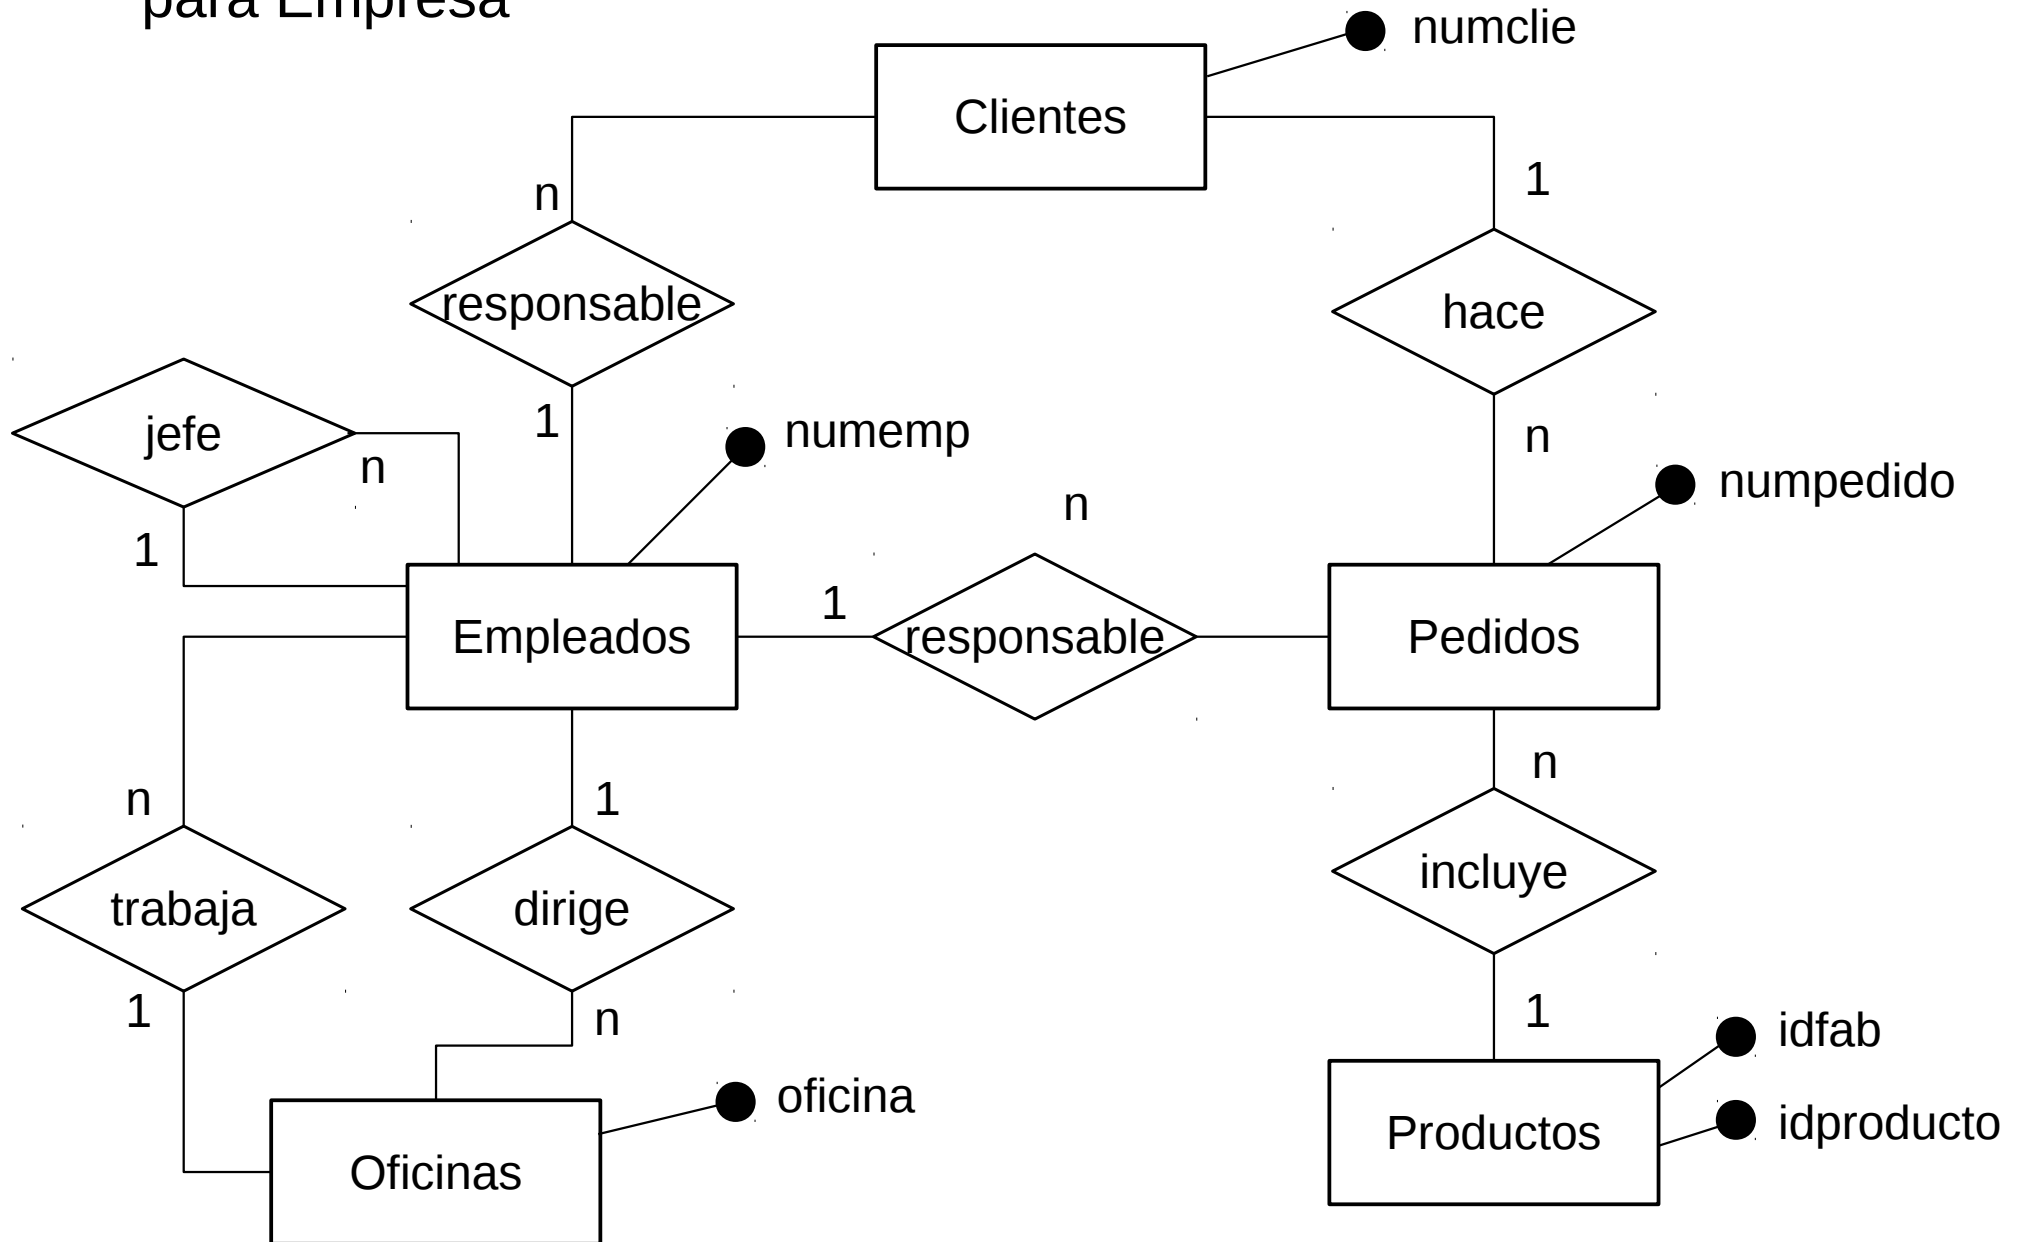 para Empresa
numclie
Clientes
n
1
responsable
hace
jefe
n
1
numemp
n
numpedido
n
1
1
Empleados
responsable
Pedidos
n
1
n
trabaja
dirige
incluye
1
n
1
idfab
oficina
idproducto
Oficinas
Productos